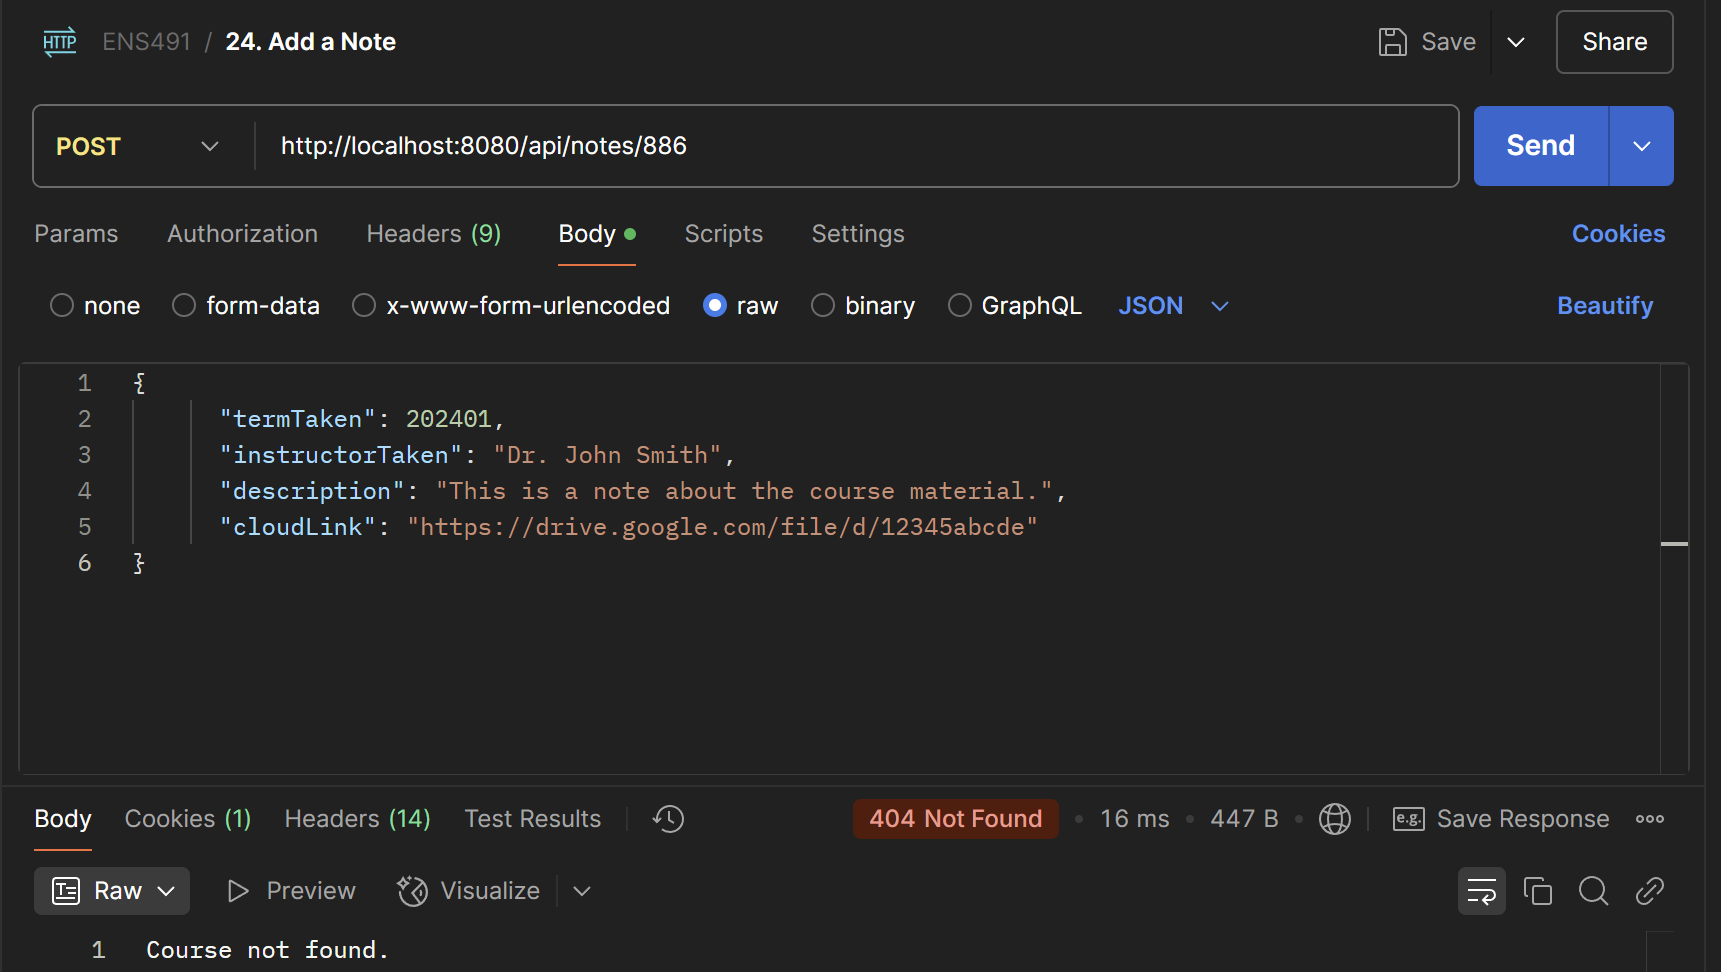 HTTP ENS491 / 24. Add a Note Save Share
POST http://localhost:8080/api/notes/886 Send
Params Authorization Headers (9) Body Scripts Settings Cookies
none form-data x-www-form-urlencoded raw binary GraphQL JSON Beautify
1 {
2 "termTaken": 202401,
3 "instructorTaken": "Dr. John Smith",
4 "description": "This is a note about the course material.",
5 "cloudLink": "https://drive.google.com/file/d/12345abcde"
6 }
Body Cookies (1) Headers (14) Test Results 404 Not Found • 16 ms • 447 B • e.g. Save Response
Raw Preview Visualize
1 Course not found.